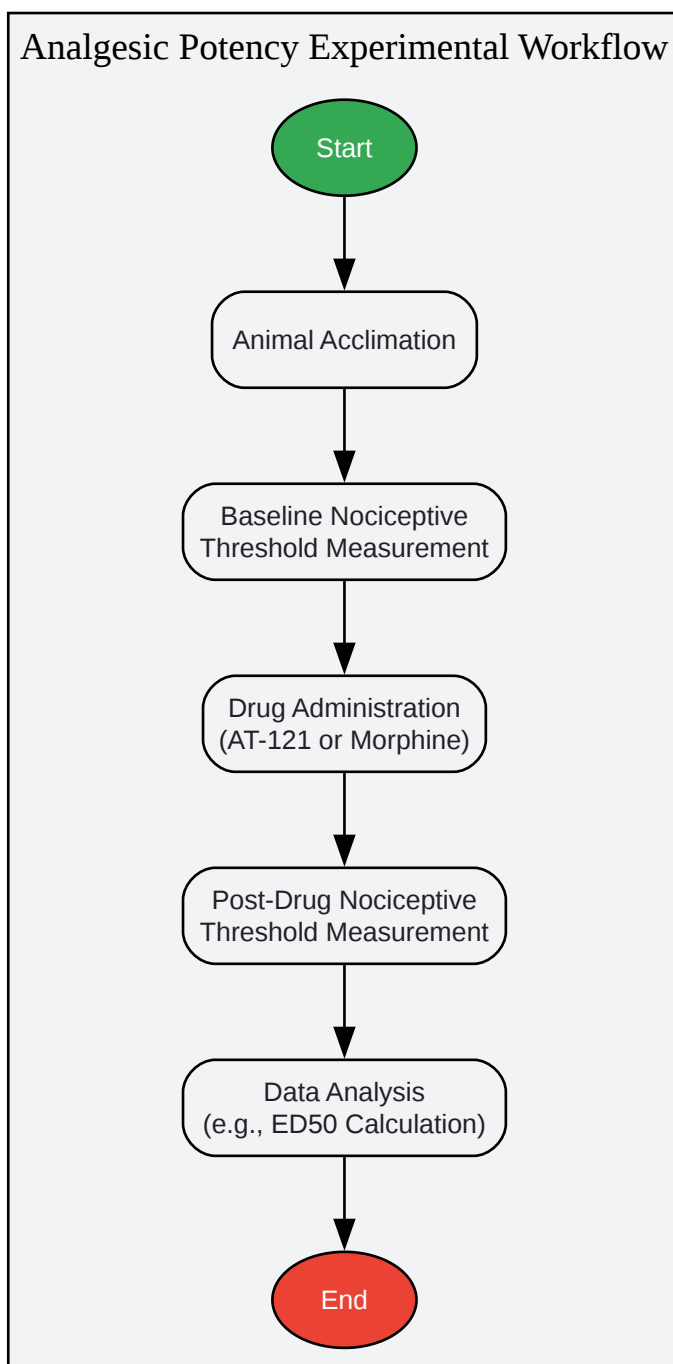 Analgesic Potency Experimental Workflow
Start
Animal Acclimation
Baseline Nociceptive
Threshold Measurement
Drug Administration
(AT-121 or Morphine)
Post-Drug Nociceptive
Threshold Measurement
Data Analysis
(e.g., ED50 Calculation)
End